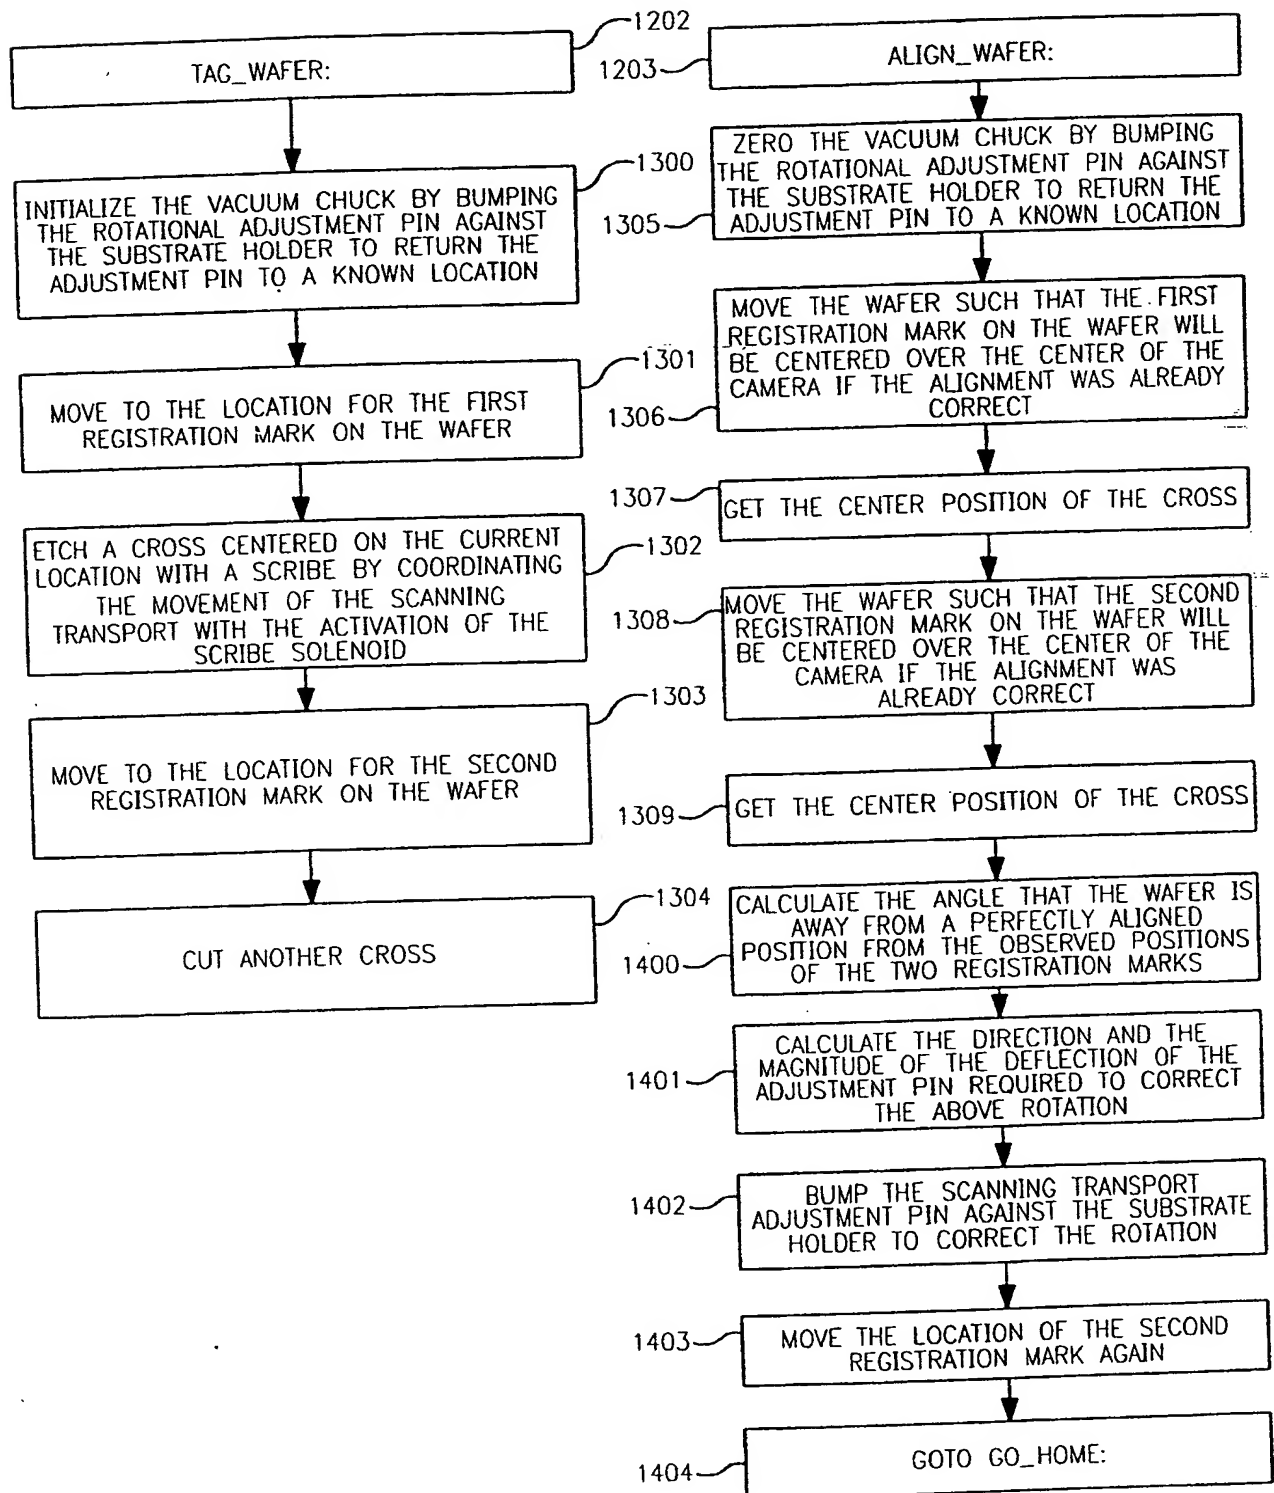 1202
TAG_WAFER:
1300
INITIALIZE THE VACUUM CHUCK BY BUMPING
THE ROTATIONAL ADJUSTMENT PIN AGAINST
THE SUBSTRATE HOLDER TO RETURN THE
ADJUSTMENT PIN TO A KNOWN LOCATION
1301
MOVE TO THE LOCATION FOR THE FIRST
REGISTRATION MARK ON THE WAFER
1302
ETCH A CROSS CENTERED ON THE CURRENT
LOCATION WITH A SCRIBE BY COORDINATING
THE MOVEMENT OF THE SCANNING
TRANSPORT WITH THE ACTIVATION OF THE
SCRIBE SOLENOID
1303
MOVE TO THE LOCATION FOR THE SECOND
REGISTRATION MARK ON THE WAFER
1304
CUT ANOTHER CROSS
1203
ALIGN_WAFER:
ZERO THE VACUUM CHUCK BY BUMPING
THE ROTATIONAL ADJUSTMENT PIN AGAINST
THE SUBSTRATE HOLDER TO RETURN THE
ADJUSTMENT PIN TO A KNOWN LOCATION
1305
MOVE THE WAFER SUCH THAT THE FIRST
REGISTRATION MARK ON THE WAFER WILL
BE CENTERED OVER THE CENTER OF THE
CAMERA IF THE ALIGNMENT WAS ALREADY
CORRECT
1306
1307
GET THE CENTER POSITION OF THE CROSS
1308
MOVE THE WAFER SUCH THAT THE SECOND
REGISTRATION MARK ON THE WAFER WILL
BE CENTERED OVER THE CENTER OF THE
CAMERA IF THE ALIGNMENT WAS
ALREADY CORRECT
1309
GET THE CENTER POSITION OF THE CROSS
CALCULATE THE ANGLE THAT THE WAFER IS
AWAY FROM A PERFECTLY ALIGNED
POSITION FROM THE OBSERVED POSITIONS
OF THE TWO REGISTRATION MARKS
1400
CALCULATE THE DIRECTION AND THE
MAGNITUDE OF THE DEFLECTION OF THE
ADJUSTMENT PIN REQUIRED TO CORRECT
THE ABOVE ROTATION
1401
BUMP THE SCANNING TRANSPORT
ADJUSTMENT PIN AGAINST THE SUBSTRATE
HOLDER TO CORRECT THE ROTATION
1402
MOVE THE LOCATION OF THE SECOND
REGISTRATION MARK AGAIN
1403
GOTO GO_HOME:
1404